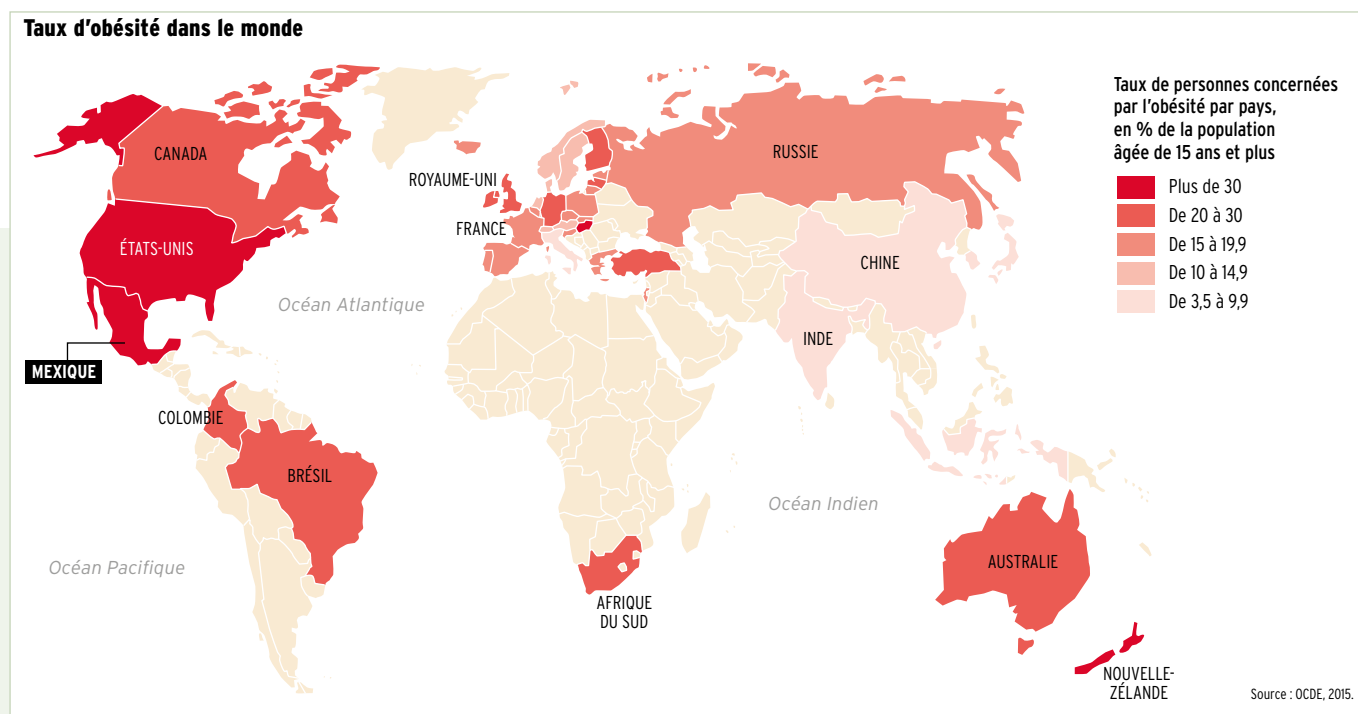 Taux d'obésité dans le monde
Taux de personnes concernées
par l'obésité par pays,
en % de la population
âgée de 15 ans et plus
Plus de 30
De 20 à 30
De 15 à 19,9
De 10 à 14,9
De 3,5 à 9,9
CANADA
ROYAUME-UNI
RUSSIE
FRANCE
ÉTATS-UNIS
CHINE
Océan Atlantique
INDE
MEXIQUE
COLOMBIE
BRÉSIL
Océan Indien
Océan Pacifique
AUSTRALIE
AFRIQUE
DU SUD
NOUVELLE-
ZÉLANDE
Source : OCDE, 2015.